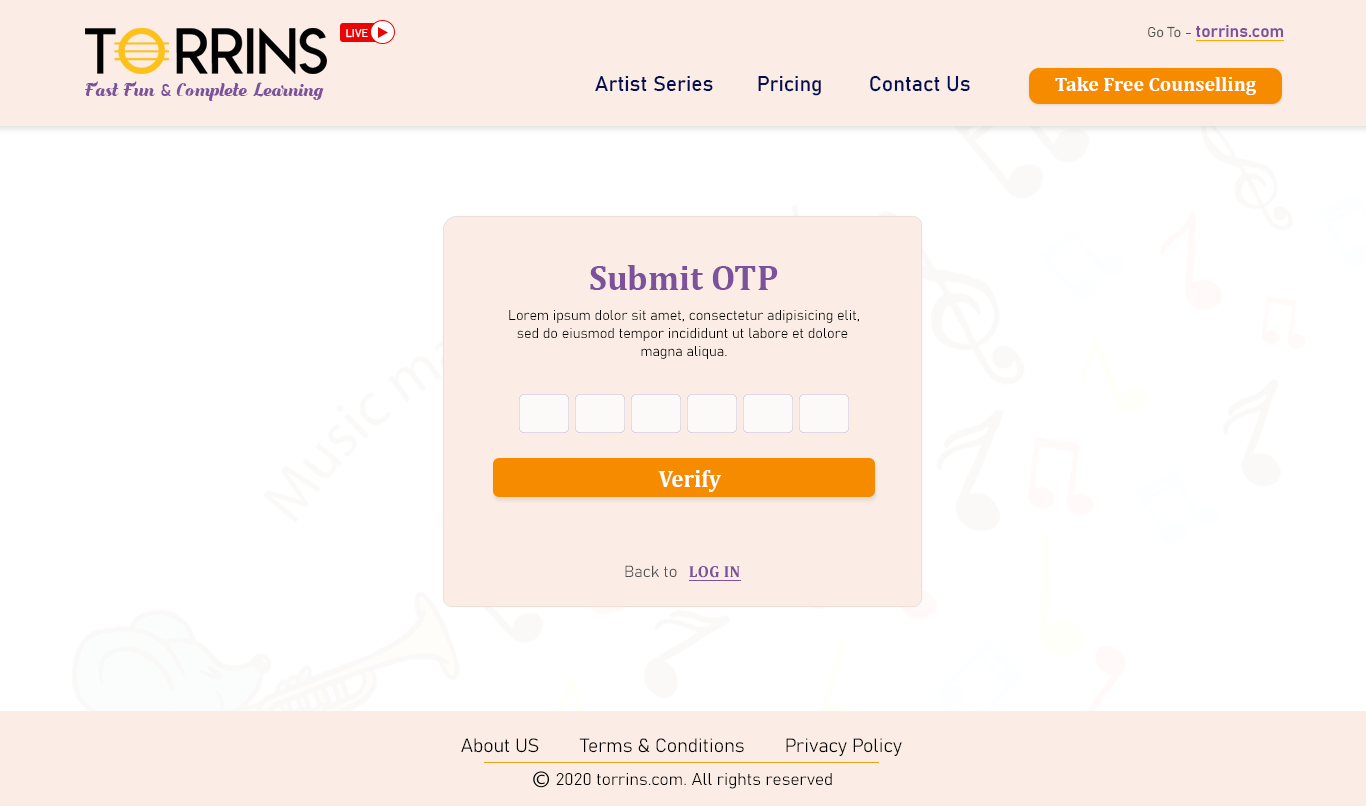 TORRINS
LIVE
Fast Fun & Complete Learning
Go To - torrins.com
Artist Series
Pricing
Contact Us
Take Free Counselling
Submit OTP
Lorem ipsum dolor sit amet, consectetur adipisicing elit,
sed do eiusmod tempor incididunt ut labore et dolore
magna aliqua.
Music
Verify
Back to LOG IN
About US
Terms & Conditions
Privacy Policy
© 2020 torrins.com. All rights reserved